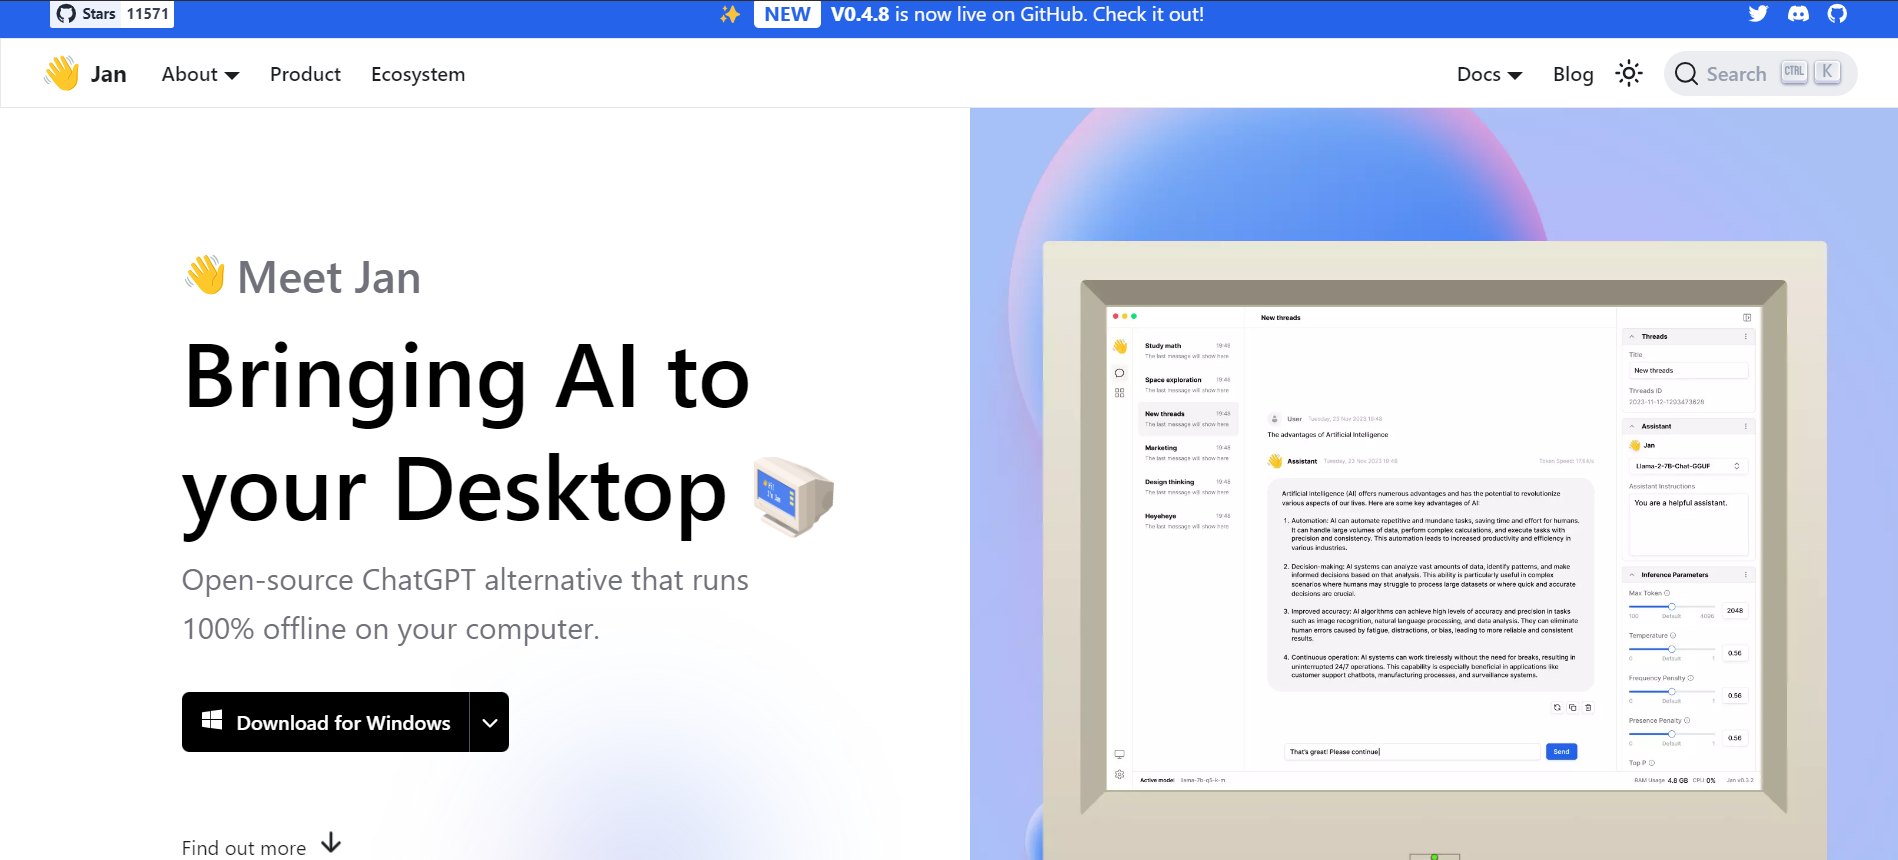 Stars 11571
NEW V0.4.8 is now live on GitHub. Check it out!
Jan About Product Ecosystem Docs Blog Search CTRL K
Meet Jan
Bringing AI to
your Desktop
Open-source ChatGPT alternative that runs
100% offline on your computer.
Download for Windows
Find out more
New threads
Study math 19:48
The last message will show here
Space exploration 19:48
The last message will show here
New threads 19:48
The last message will show here
Marketing 19:48
The last message will show here
Design thinking 19:48
The last message will show here
Heyeheye 19:48
The last message will show here
User Tuesday, 23 Nov 2023 19:48
The advantages of Artificial Intelligence
Assistant Tuesday, 22 Nov 2023 19:48
Artificial Intelligence (AI) offers numerous advantages and has the potential to revolutionize
various aspects of our lives. Here are some key advantages of AI:
1. Automation: AI can automate repetitive and mundane tasks, saving time and effort for humans.
It can handle large volumes of data, perform complex calculations, and execute tasks with
precision and consistency. This automation leads to increased productivity and efficiency in
various industries.
2. Decision-making: AI systems can analyze vast amounts of data, identify patterns, and make
informed decisions based on that analysis. This ability is particularly useful in complex
scenarios where humans may struggle to process large datasets or where quick and accurate
decisions are crucial.
3. Improved accuracy: AI algorithms can achieve high levels of accuracy and precision in tasks
such as image recognition, natural language processing, and data analysis. They can eliminate
human errors caused by fatigue, distractions, or bias, leading to more reliable and consistent
results.
4. Continuous operation: AI systems can work tirelessly without the need for breaks, resulting in
uninterrupted 24/7 operations. This capability is especially beneficial in applications like
customer support chatbots, manufacturing processes, and surveillance systems.
That's great! Please continue
Send
Active model: llama-7b-q5-k-m
Threads
Title
New threads
Threads ID
2023-11-12-1293473628
Assistant
Jan
Llama-2-7B-Chat-GGUF
Assistant Instructions
You are a helpful assistant.
Inference Parameters
Max Token
2048
100 Default 4096
Temperature
0.56
0 Default 1
Frequency Penalty
0.56
0 Default 1
Presence Penalty
0.56
0 Default 1
Top P
RAM Usage 4.8 GB CPU 0% Jan v0.3.2